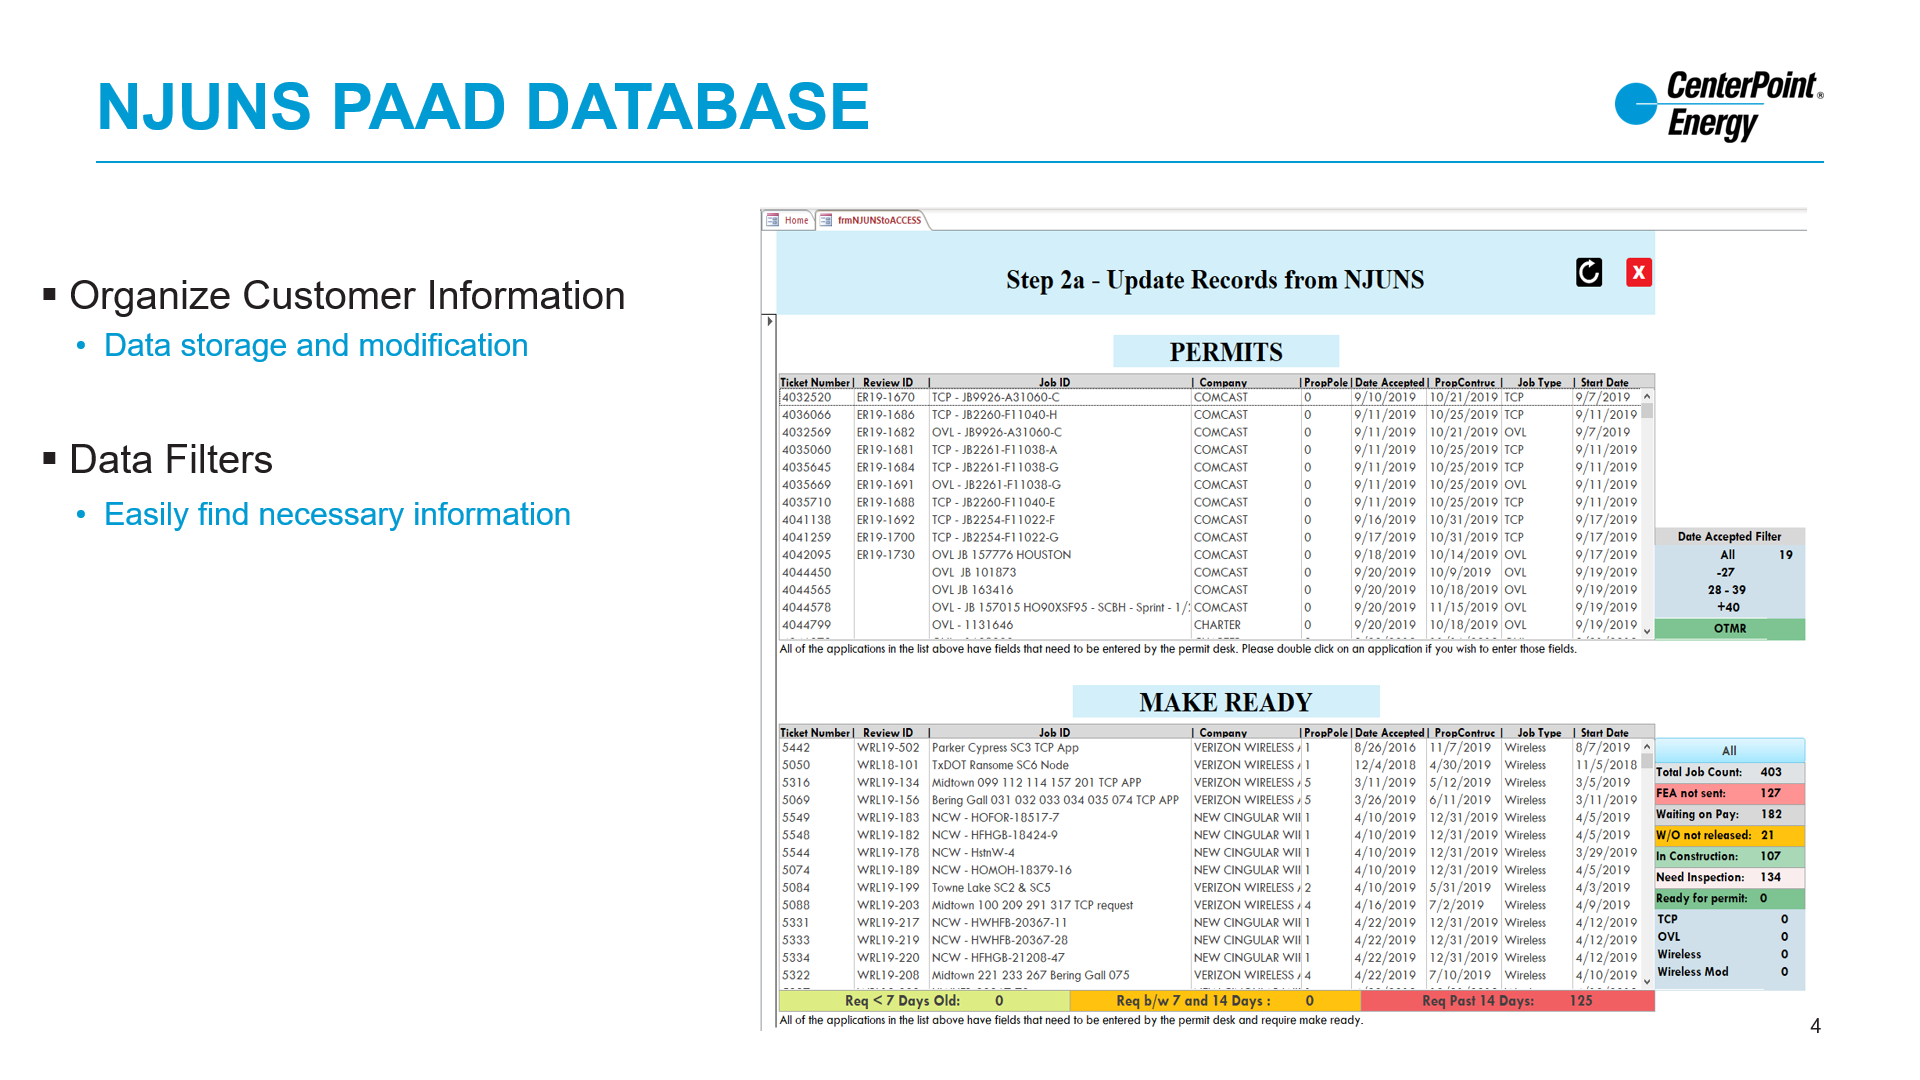 NJUNS PAAD DATABASE
CenterPoint®
Energy
▪ Organize Customer Information
• Data storage and modification
▪ Data Filters
• Easily find necessary information
Home frmNJUNStoACCESS
Step 2a - Update Records from NJUNS X
PERMITS
Ticket Number| Review ID | Job ID | Company |PropPole|Date Accepted| PropContruc | Job Type | Start Date
4032520 ER19-1670 TCP - JB9926-A31060-C COMCAST 0 9/10/2019 10/21/2019 TCP 9/7/2019
4036066 ER19-1686 TCP - JB2260-F11040-H COMCAST 0 9/11/2019 10/25/2019 TCP 9/11/2019
4032569 ER19-1682 OVL - JB9926-A31060-C COMCAST 0 9/11/2019 10/21/2019 OVL 9/7/2019
4035060 ER19-1681 TCP - JB2261-F11038-A COMCAST 0 9/11/2019 10/25/2019 TCP 9/11/2019
4035645 ER19-1684 TCP - JB2261-F11038-G COMCAST 0 9/11/2019 10/25/2019 TCP 9/11/2019
4035669 ER19-1691 OVL - JB2261-F11038-G COMCAST 0 9/11/2019 10/25/2019 OVL 9/11/2019
4035710 ER19-1688 TCP - JB2260-F11040-E COMCAST 0 9/11/2019 10/25/2019 TCP 9/11/2019
4041138 ER19-1692 TCP - JB2254-F11022-F COMCAST 0 9/16/2019 10/31/2019 TCP 9/17/2019
4041259 ER19-1700 TCP - JB2254-F11022-G COMCAST 0 9/17/2019 10/31/2019 TCP 9/17/2019
4042095 ER19-1730 OVL JB 157776 HOUSTON COMCAST 0 9/18/2019 10/14/2019 OVL 9/17/2019
4044450 OVL JB 101873 COMCAST 0 9/20/2019 10/9/2019 OVL 9/19/2019
4044565 OVL JB 163416 COMCAST 0 9/20/2019 10/18/2019 OVL 9/19/2019
4044578 OVL - JB 157015 HO90XSF95 - SCBH - Sprint - 1/ COMCAST 0 9/20/2019 11/15/2019 OVL 9/19/2019
4044799 OVL - 1131646 CHARTER 0 9/20/2019 10/18/2019 OVL 9/19/2019
Date Accepted Filter
All 19
-27
28 - 39
+40
OTMR
All of the applications in the list above have fields that need to be entered by the permit desk. Please double click on an application if you wish to enter those fields.
MAKE READY
Ticket Number| Review ID | Job ID | Company |PropPole|Date Accepted| PropContruc | Job Type | Start Date
5442 WRL19-502 Parker Cypress SC3 TCP App VERIZON WIRELESS 1 8/26/2016 11/7/2019 Wireless 8/7/2019
5050 WRL18-101 TxDOT Ransome SC6 Node VERIZON WIRELESS 1 12/4/2018 4/30/2019 Wireless 11/5/2018
5316 WRL19-134 Midtown 099 112 114 157 201 TCP APP VERIZON WIRELESS 5 3/11/2019 5/12/2019 Wireless 3/5/2019
5069 WRL19-156 Bering Gall 031 032 033 034 035 074 TCP APP VERIZON WIRELESS 5 3/26/2019 6/11/2019 Wireless 3/11/2019
5549 WRL19-183 NCW - HOFOR-18517-7 NEW CINGULAR WII 1 4/10/2019 12/31/2019 Wireless 4/5/2019
5548 WRL19-182 NCW - HFHGB-18424-9 NEW CINGULAR WII 1 4/10/2019 12/31/2019 Wireless 4/5/2019
5544 WRL19-178 NCW - HstnW-4 NEW CINGULAR WII 1 4/10/2019 12/31/2019 Wireless 3/29/2019
5074 WRL19-189 NCW - HOMOH-18379-16 NEW CINGULAR WII 1 4/10/2019 12/31/2019 Wireless 4/5/2019
5084 WRL19-199 Towne Lake SC2 & SC5 VERIZON WIRELESS 2 4/10/2019 5/31/2019 Wireless 4/3/2019
5088 WRL19-203 Midtown 100 209 291 317 TCP request VERIZON WIRELESS 4 4/16/2019 7/2/2019 Wireless 4/9/2019
5331 WRL19-217 NCW - HWHFB-20367-11 NEW CINGULAR WII 1 4/22/2019 12/31/2019 Wireless 4/12/2019
5333 WRL19-219 NCW - HWHFB-20367-28 NEW CINGULAR WII 1 4/22/2019 12/31/2019 Wireless 4/12/2019
5334 WRL19-220 NCW - HFHGB-21208-47 NEW CINGULAR WII 1 4/22/2019 12/31/2019 Wireless 4/12/2019
5322 WRL19-208 Midtown 221 233 267 Bering Gall 075 VERIZON WIRELESS 4 4/22/2019 7/10/2019 Wireless 4/10/2019
All
Total Job Count: 403
FEA not sent: 127
Waiting on Pay: 182
W/O not released: 21
In Construction: 107
Need Inspection: 134
Ready for permit: 0
TCP 0
OVL 0
Wireless 0
Wireless Mod 0
Req < 7 Days Old: 0 Req b/w 7 and 14 Days : 0 Req Past 14 Days: 125
All of the applications in the list above have fields that need to be entered by the permit desk and require make ready.
4